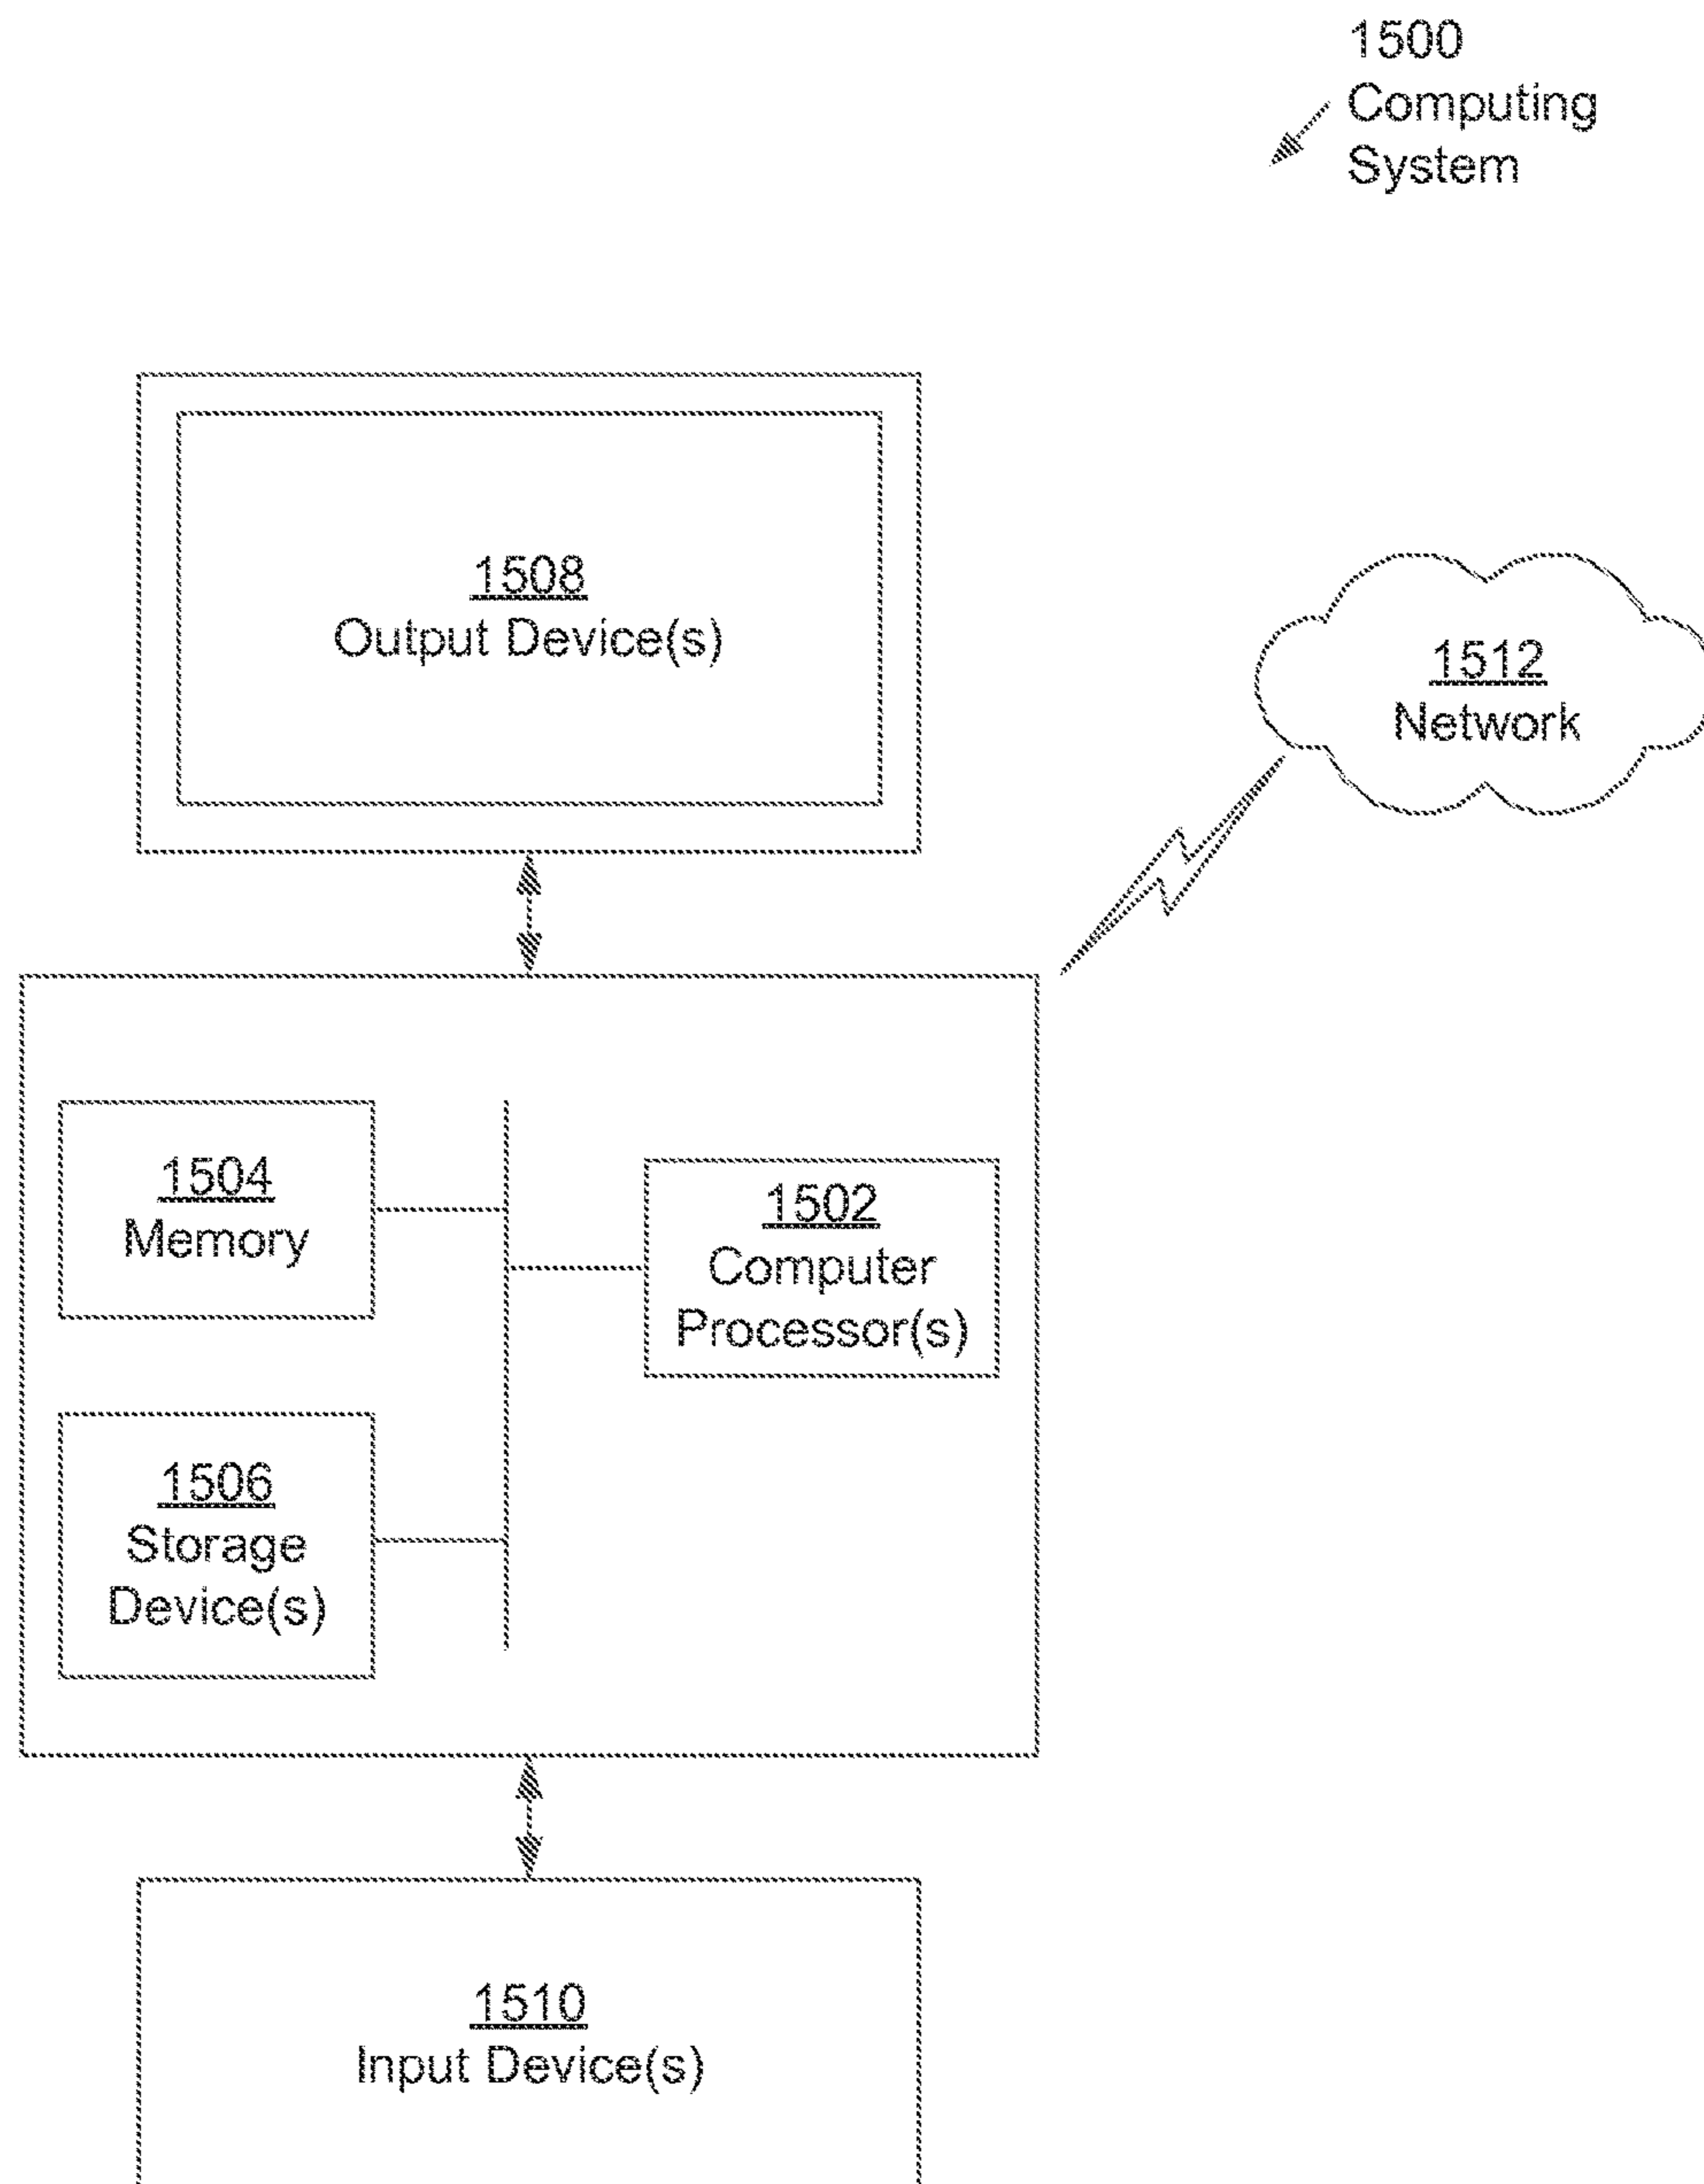 1500
Computing
System
1508
Output Device(s)
1512
Network
1504
Memory
1502
Computer
Processor(s)
1506
Storage
Device(s)
1510
Input Device(s)